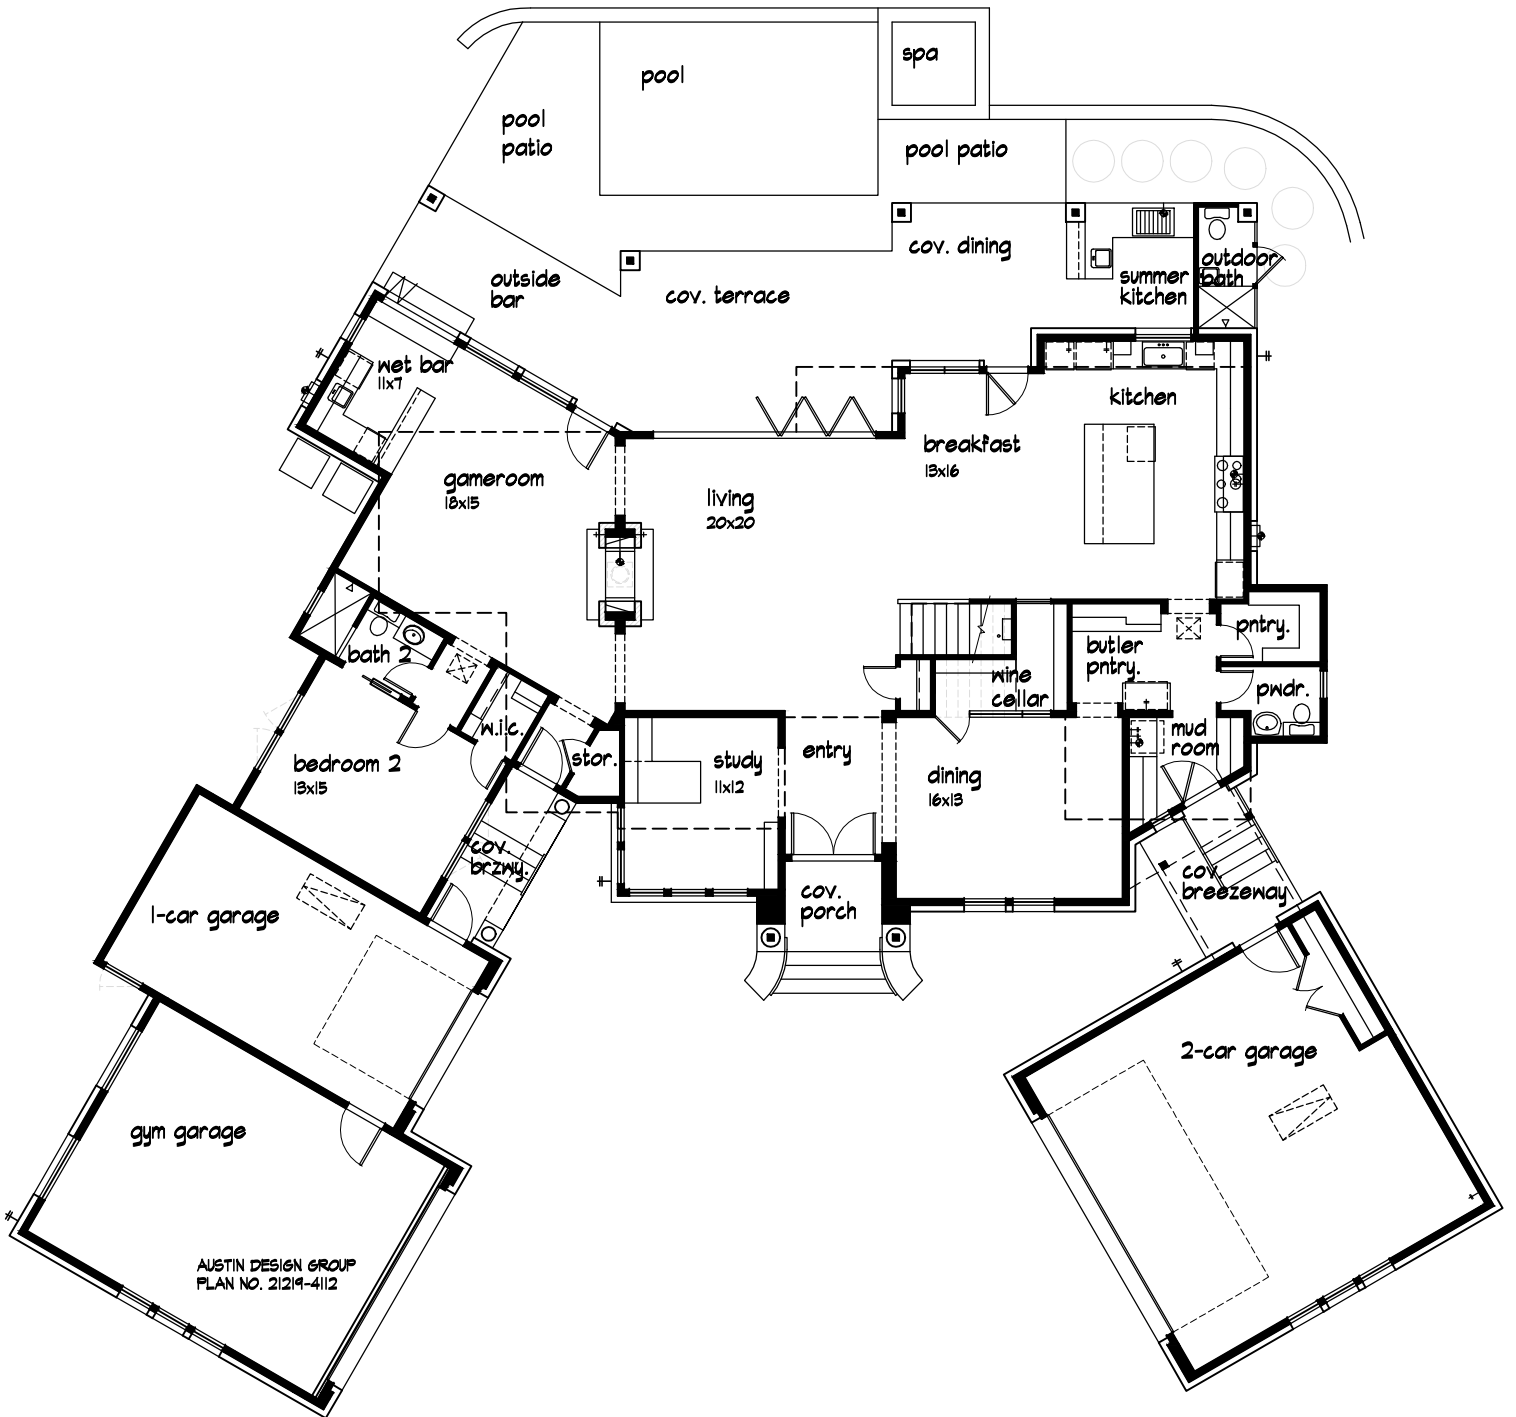 spa
pool
pool
patio
pool patio
cov. dining
outdoor
bath
summer
kitchen
outside
bar
cov. terrace
wet bar
11x7
kitchen
breakfast
13x16
gameroom
18x15
living
20x20
pntry.
butler
pntry.
bath 2
wine
cellar
pwdr.
w.i.c.
mud
room
stor.
study
11x12
entry
bedroom 2
13x15
dining
16x13
cov.
brzwy.
cov.
breezeway
cov.
porch
1-car garage
2-car garage
gym garage
AUSTIN DESIGN GROUP
PLAN NO. 21219-4112